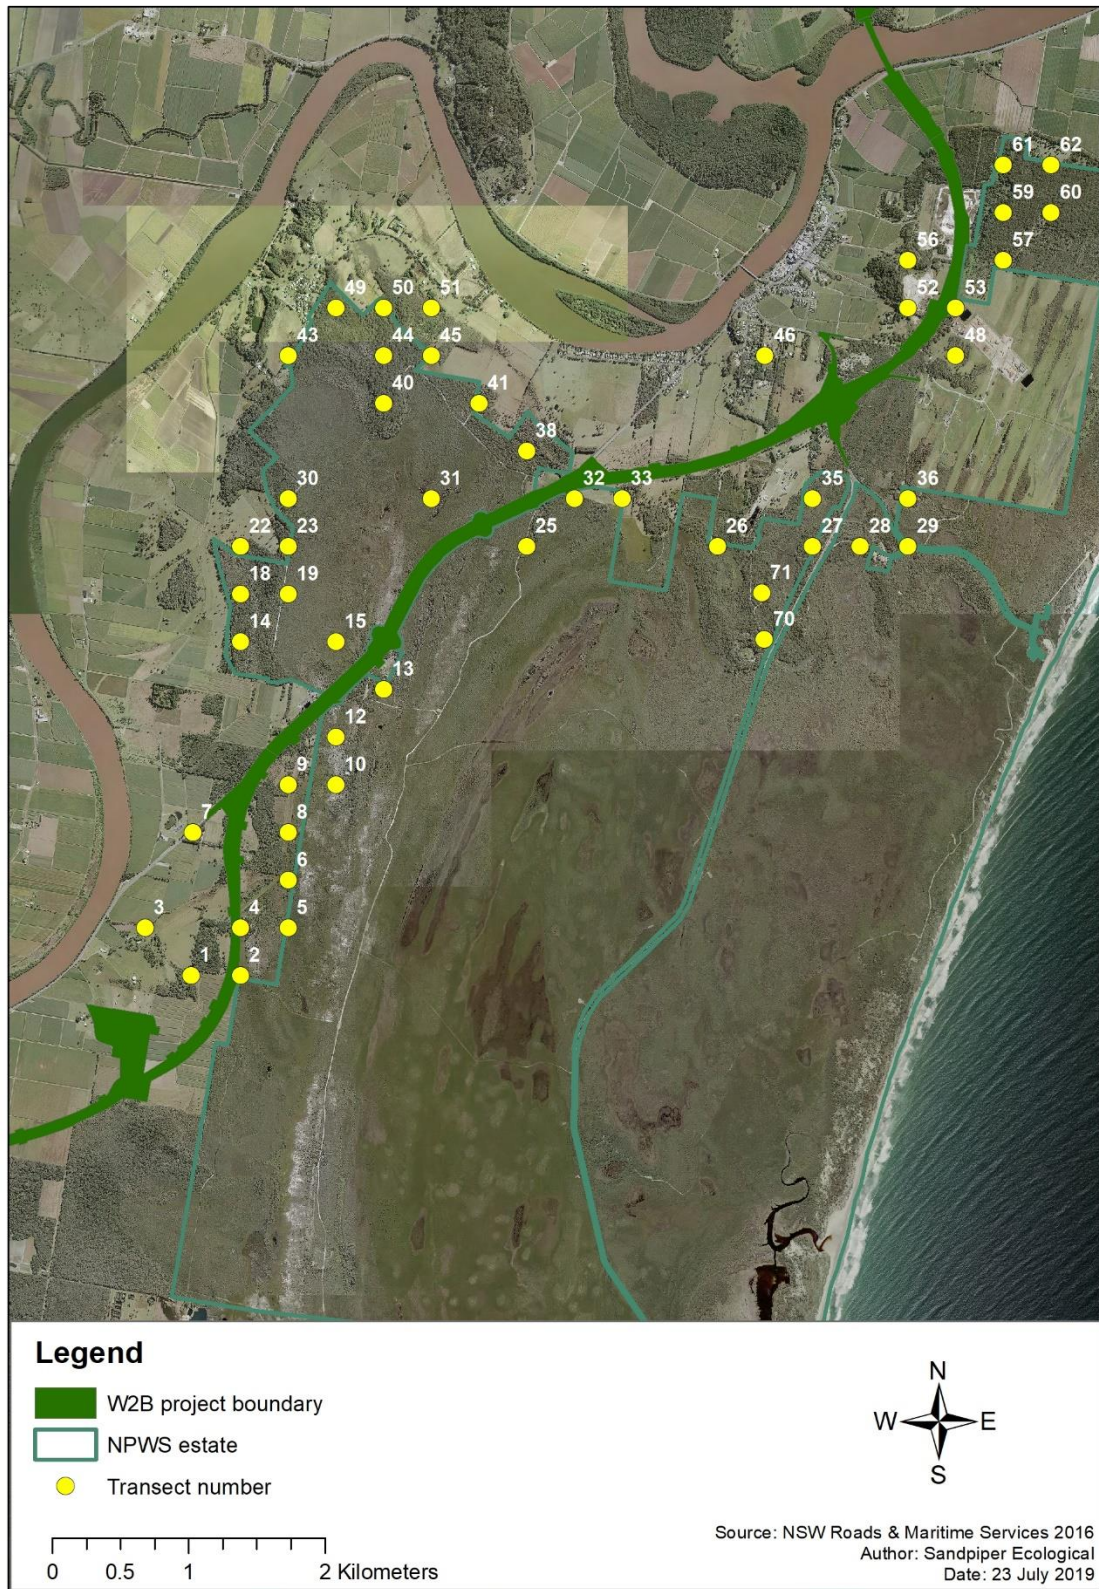 61 62
59 60
56 57
49 50 51 52 53
43 44 45 46 48
40 41
38
30 31 32 33 35 36
22 23 25 26 27 28 29
18 19 71
14 15 70
13
12
9 10
7 8
6
3 4 5
1 2
Legend
W2B project boundary
NPWS estate
Transect number
0 0.5 1 2 Kilometers
N
W E
S
Source: NSW Roads & Maritime Services 2016
Author: Sandpiper Ecological
Date: 23 July 2019